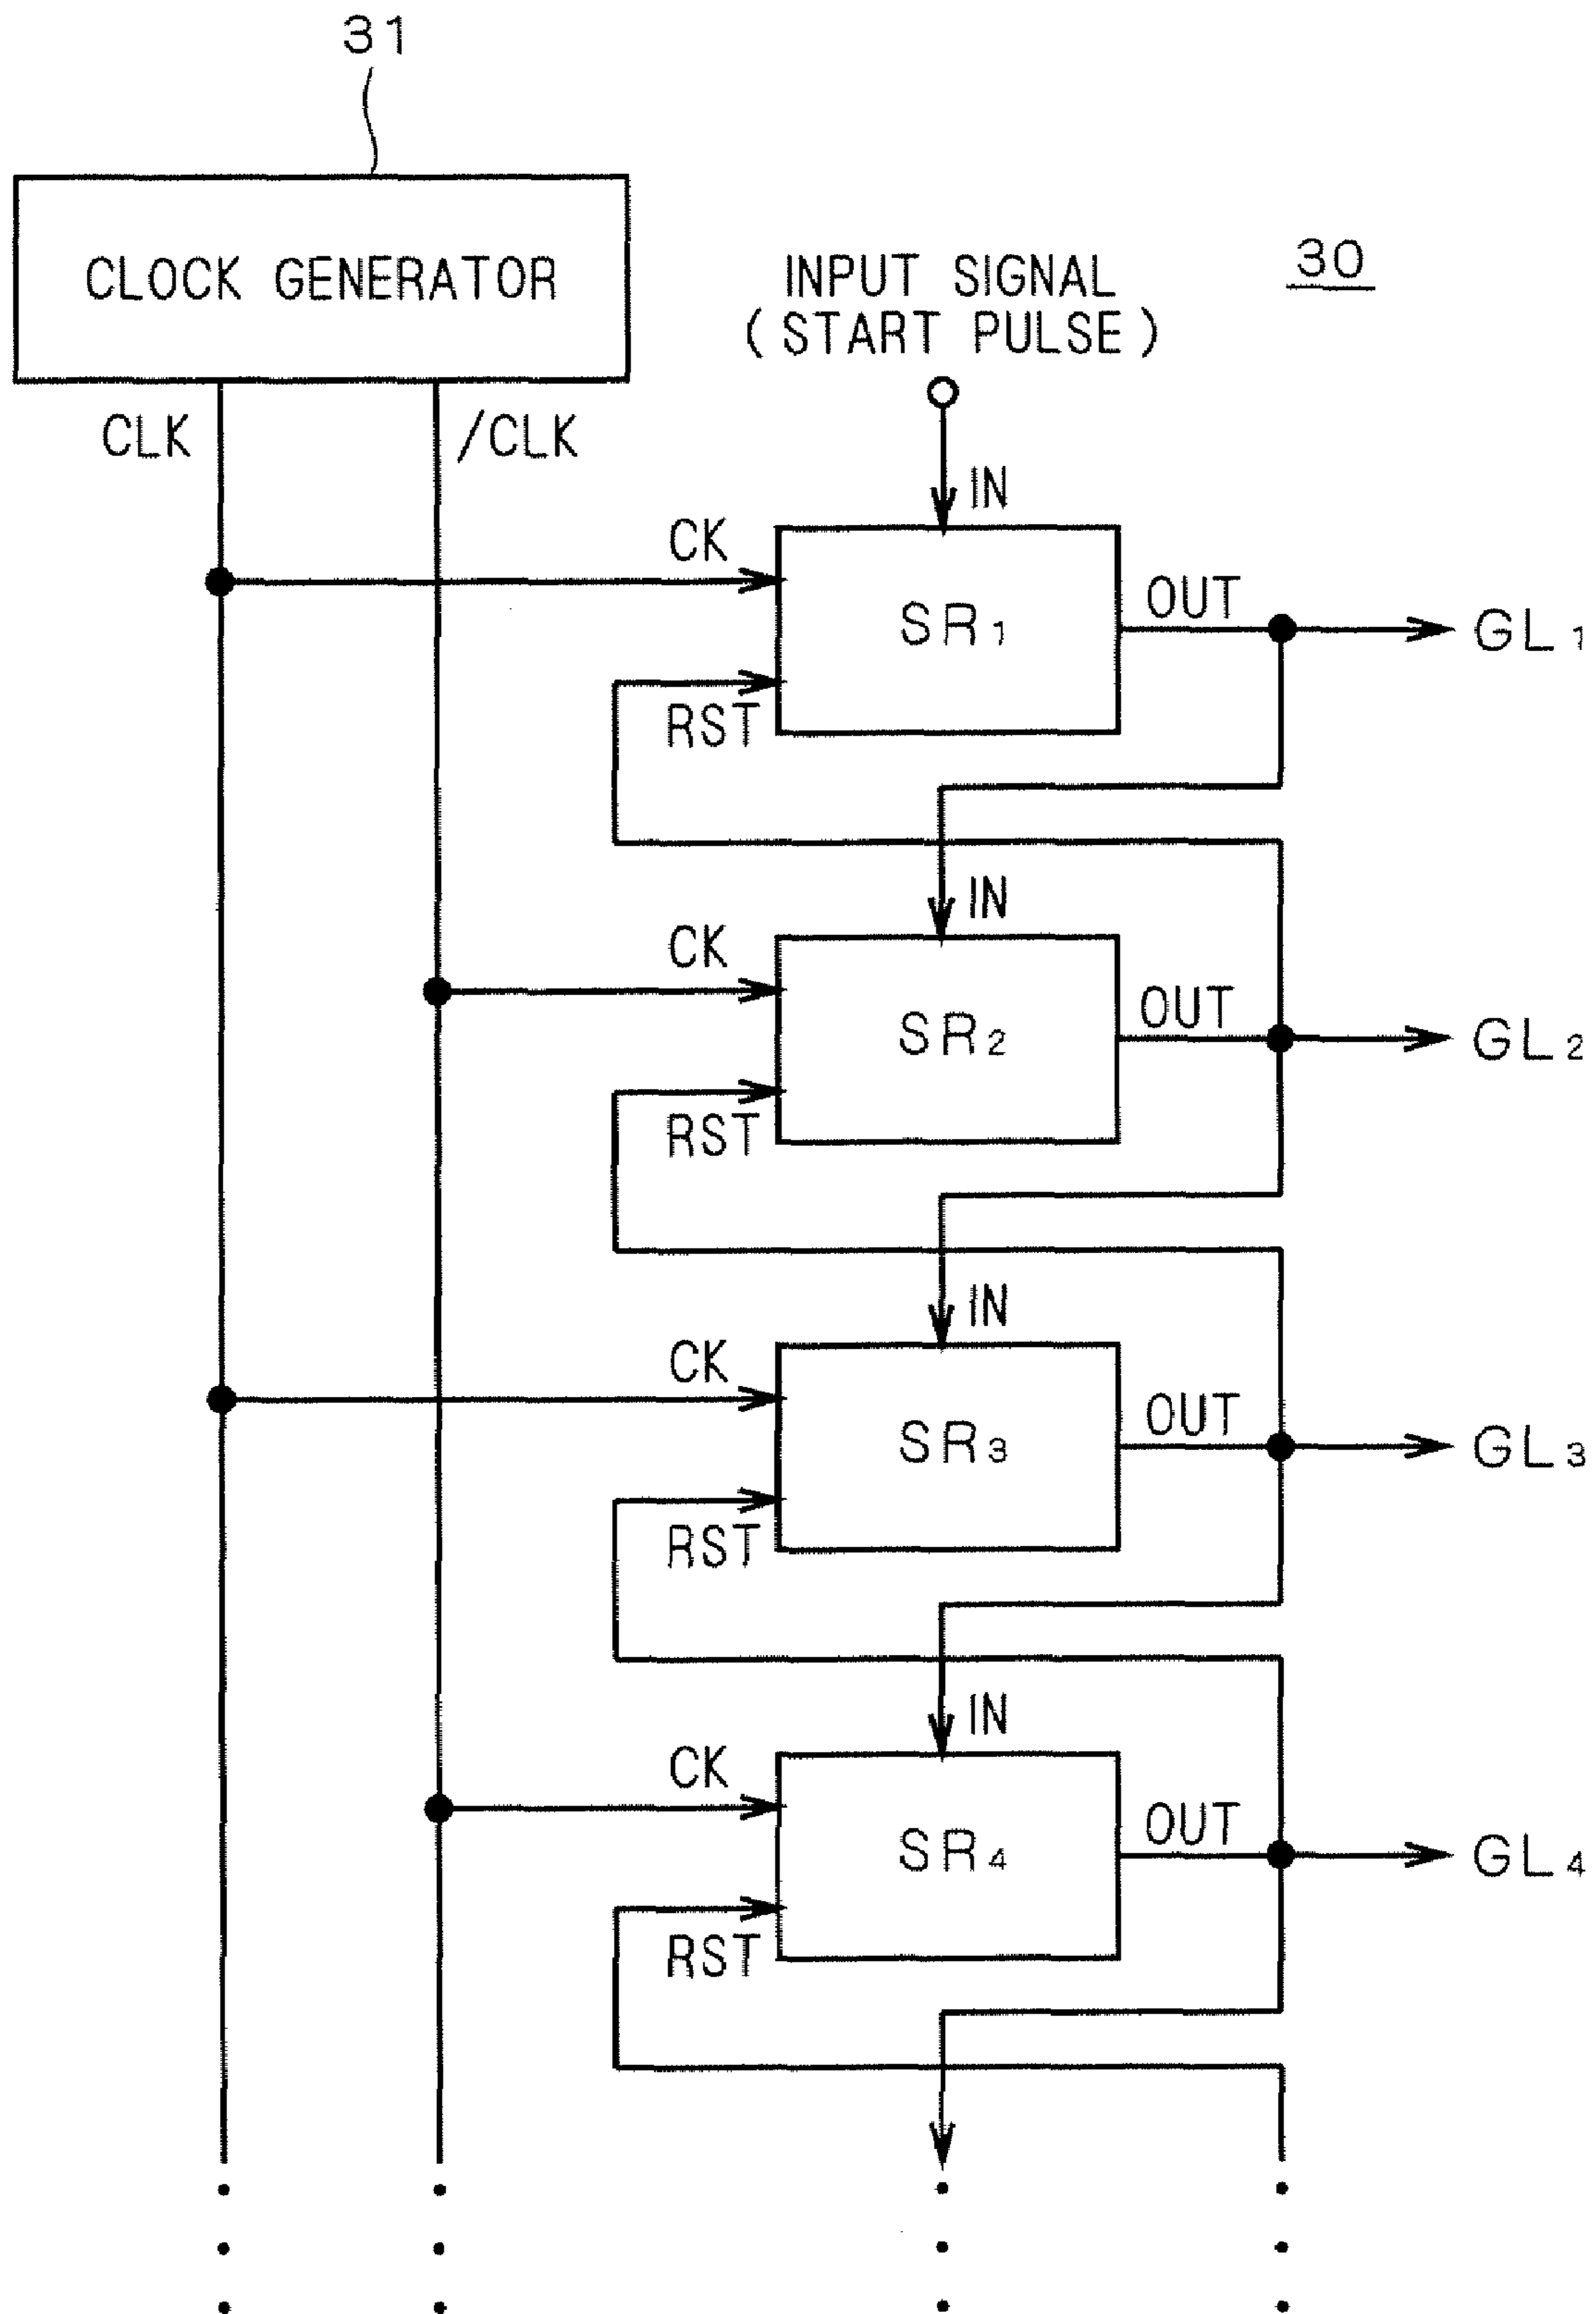 31
CLOCK GENERATOR
30
INPUT SIGNAL
(START PULSE)
CLK
/CLK
IN
CK
SR1
OUT
GL1
RST
IN
CK
SR2
OUT
GL2
RST
IN
CK
SR3
OUT
GL3
RST
IN
CK
SR4
OUT
GL4
RST